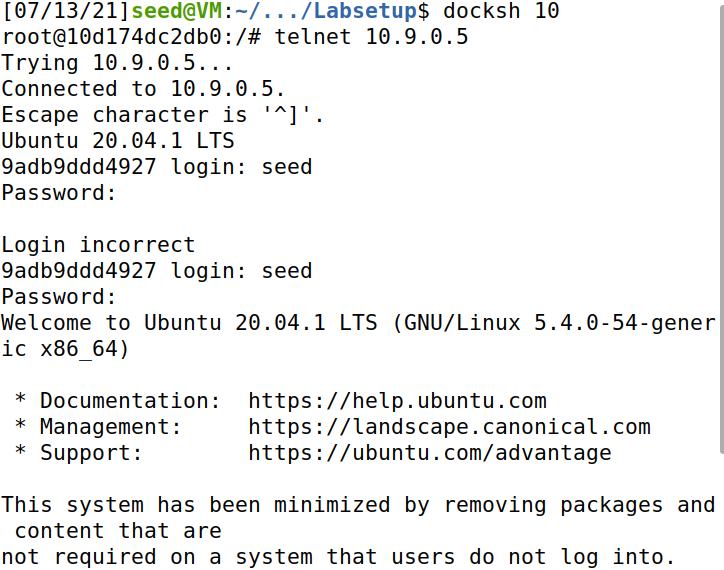 [07/13/21]seed@VM:~/.../Labsetup$ docksh 10
root@10d174dc2db0:/# telnet 10.9.0.5
Trying 10.9.0.5...
Connected to 10.9.0.5.
Escape character is '^]'.
Ubuntu 20.04.1 LTS
9adb9ddd4927 login: seed
Password:

Login incorrect
9adb9ddd4927 login: seed
Password:
Welcome to Ubuntu 20.04.1 LTS (GNU/Linux 5.4.0-54-gener
ic x86_64)

 * Documentation:  https://help.ubuntu.com
 * Management:     https://landscape.canonical.com
 * Support:        https://ubuntu.com/advantage

This system has been minimized by removing packages and
 content that are
not required on a system that users do not log into.